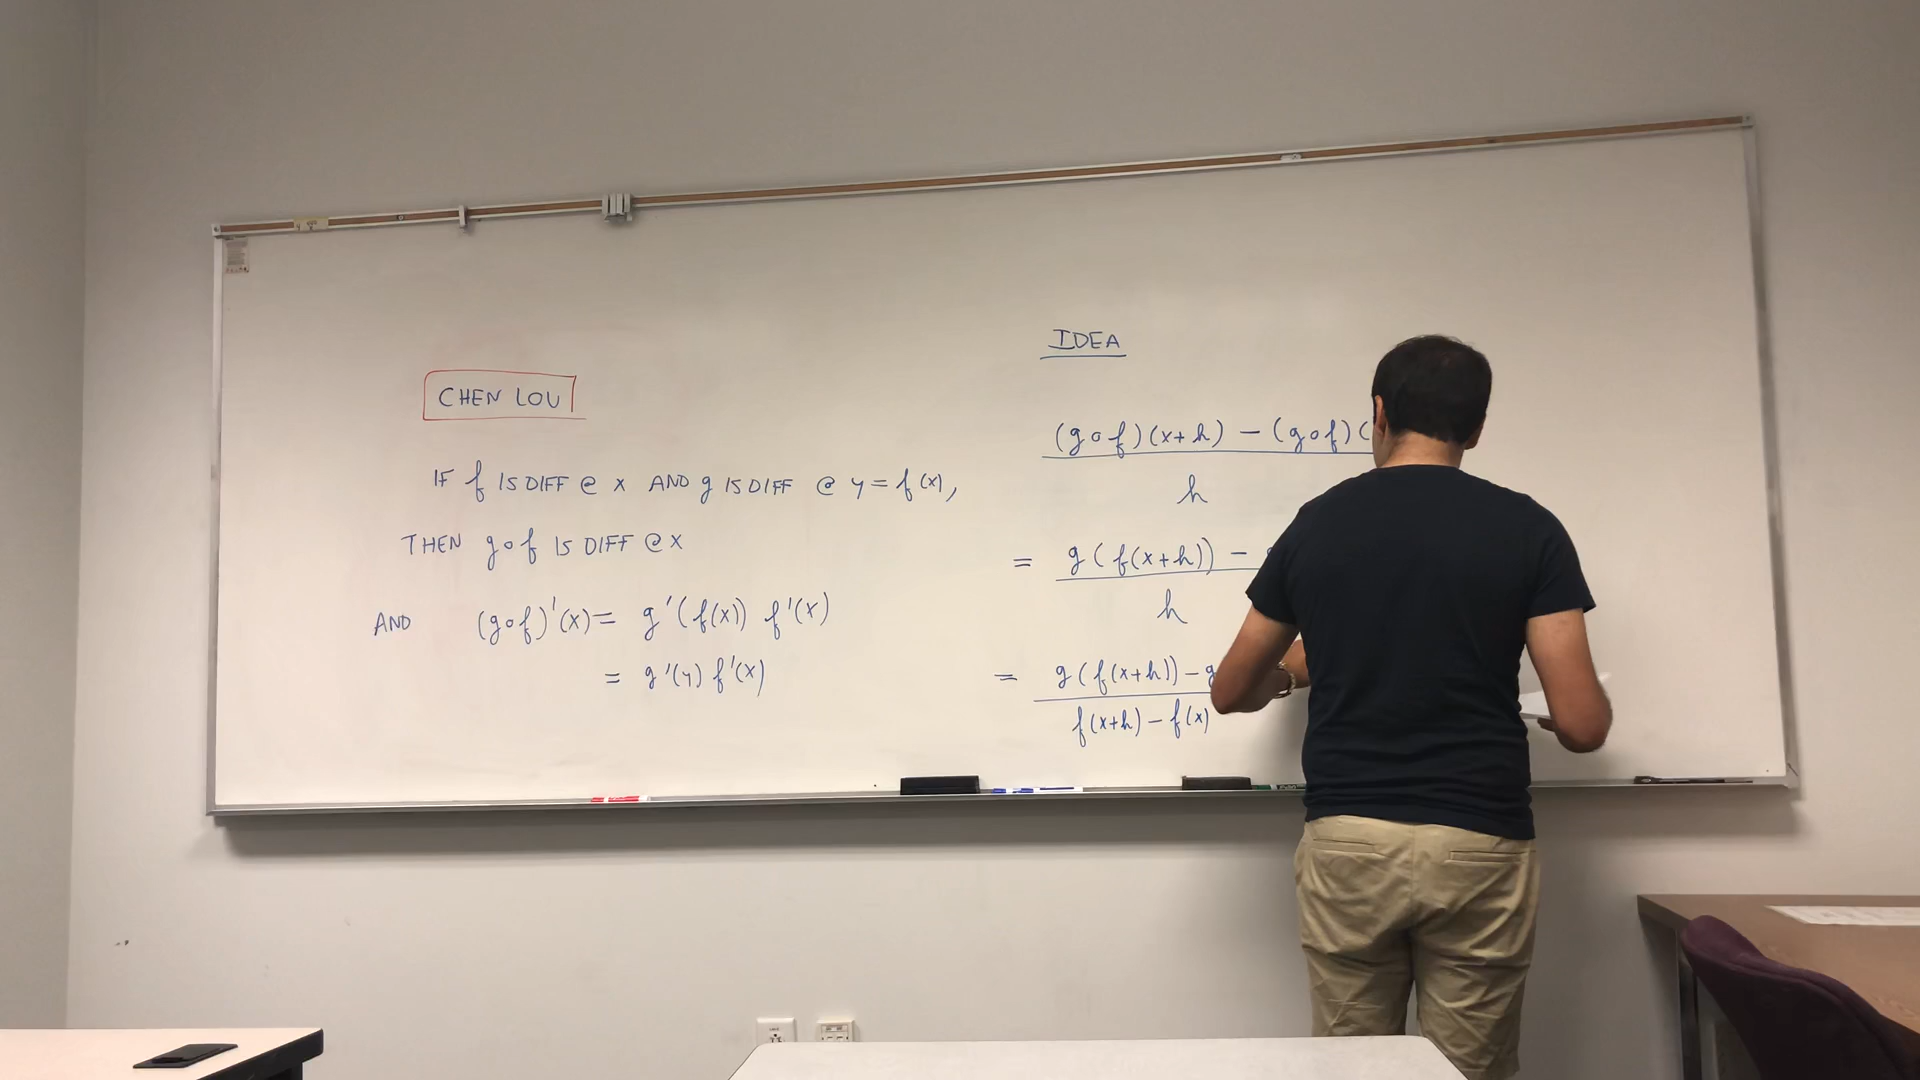 CHEN LOU
IF f IS DIFF @ x AND g IS DIFF @ y = f(x),
THEN g∘f IS DIFF @ x
AND (g∘f)'(x) = g'(f(x)) f'(x)
= g'(y) f'(x)
IDEA
(g∘f)(x+h) − (g∘f)(
h
= g(f(x+h)) −
h
= g(f(x+h)) − g
f(x+h) − f(x)